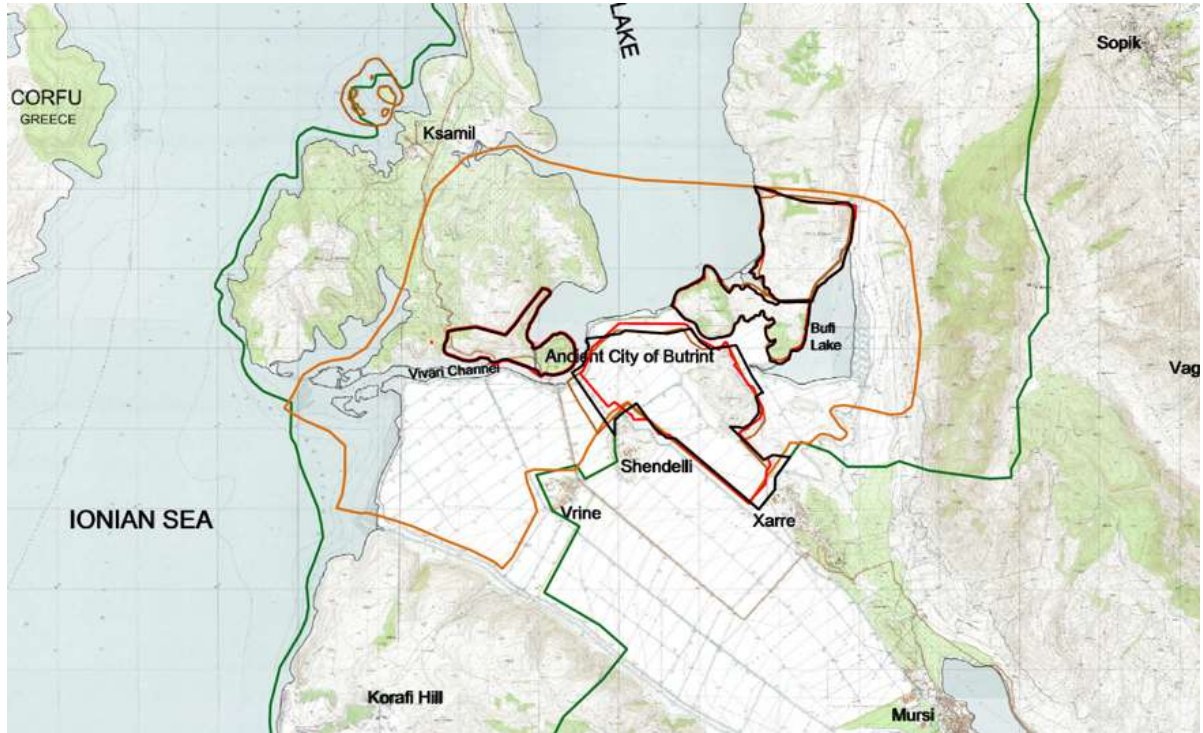 LAKE
Sopik
CORFU
GREECE
Ksamil
Bufi
Lake
Ancient City of Butrint
Vivari Channel
Vag
Shendelli
Xarre
Vrine
IONIAN SEA
Korafi Hill
Mursi